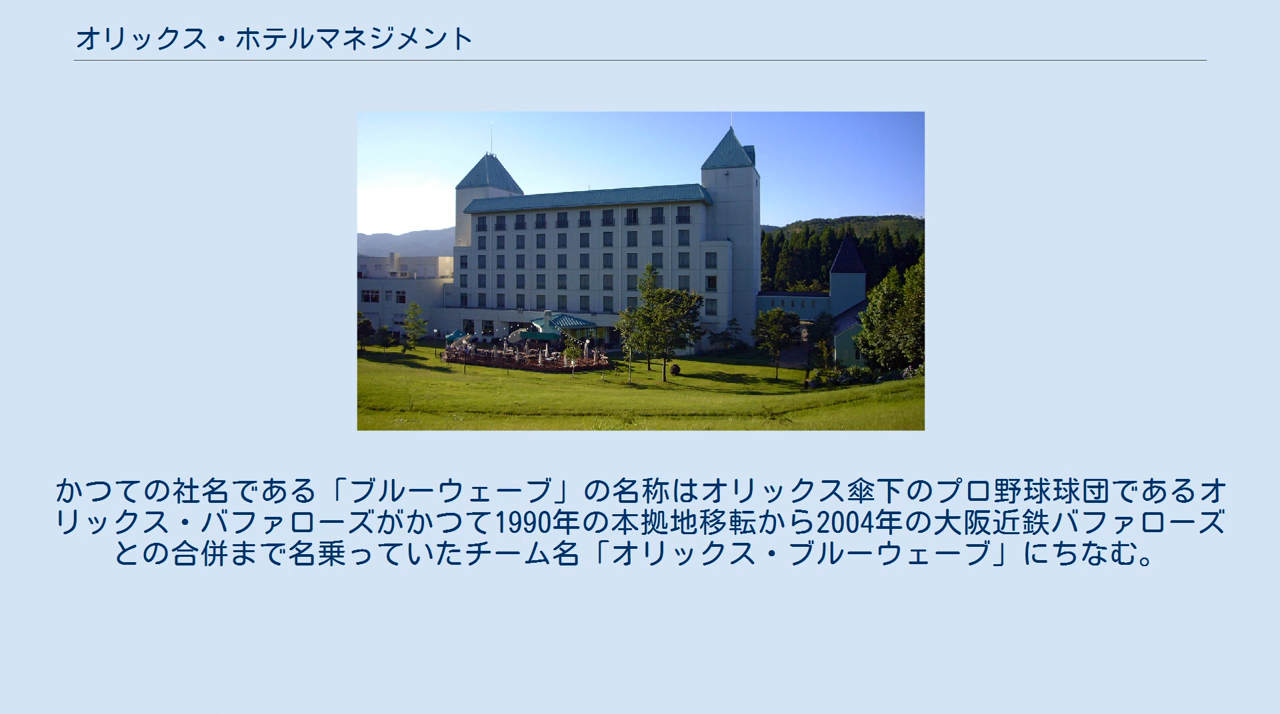 オリックス・ホテルマネジメント
かつての社名である「ブルーウェーブ」の名称はオリックス傘下のプロ野球球団であるオ
リックス・バファローズがかつて1990年の本拠地移転から2004年の大阪近鉄バファローズ
との合併まで名乗っていたチーム名「オリックス・ブルーウェーブ」にちなむ。